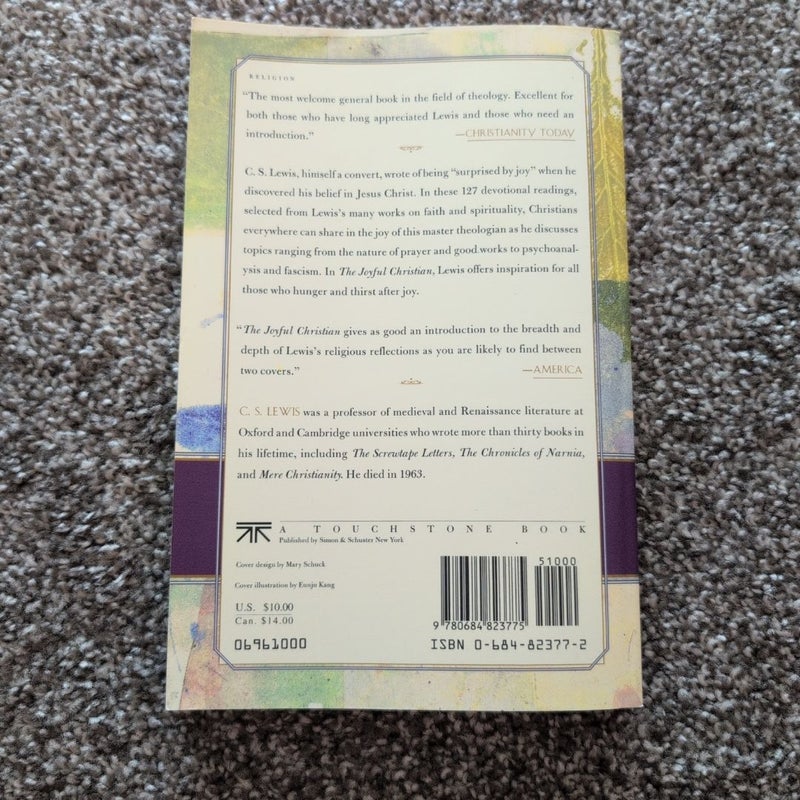 RELIGION
“The most welcome general book in the field of theology. Excellent for
both those who have long appreciated Lewis and those who need an
introduction.” —CHRISTIANITY TODAY
C. S. Lewis, himself a convert, wrote of being “surprised by joy” when he
discovered his belief in Jesus Christ. In these 127 devotional readings,
selected from Lewis’s many works on faith and spirituality, Christians
everywhere can share in the joy of this master theologian as he discusses
topics ranging from the nature of prayer and good works to psychoanal-
ysis and fascism. In The Joyful Christian, Lewis offers inspiration for all
those who hunger and thirst after joy.
“The Joyful Christian gives as good an introduction to the breadth and
depth of Lewis’s religious reflections as you are likely to find between
two covers.” —AMERICA
C. S. LEWIS was a professor of medieval and Renaissance literature at
Oxford and Cambridge universities who wrote more than thirty books in
his lifetime, including The Screwtape Letters, The Chronicles of Narnia,
and Mere Christianity. He died in 1963.
A TOUCHSTONE BOOK
Published by Simon & Schuster New York
Cover design by Mary Schuck
Cover illustration by Eunju Kang
U.S. $10.00
Can. $14.00
06961000
51000
9 780684 823775
ISBN 0-684-82377-2